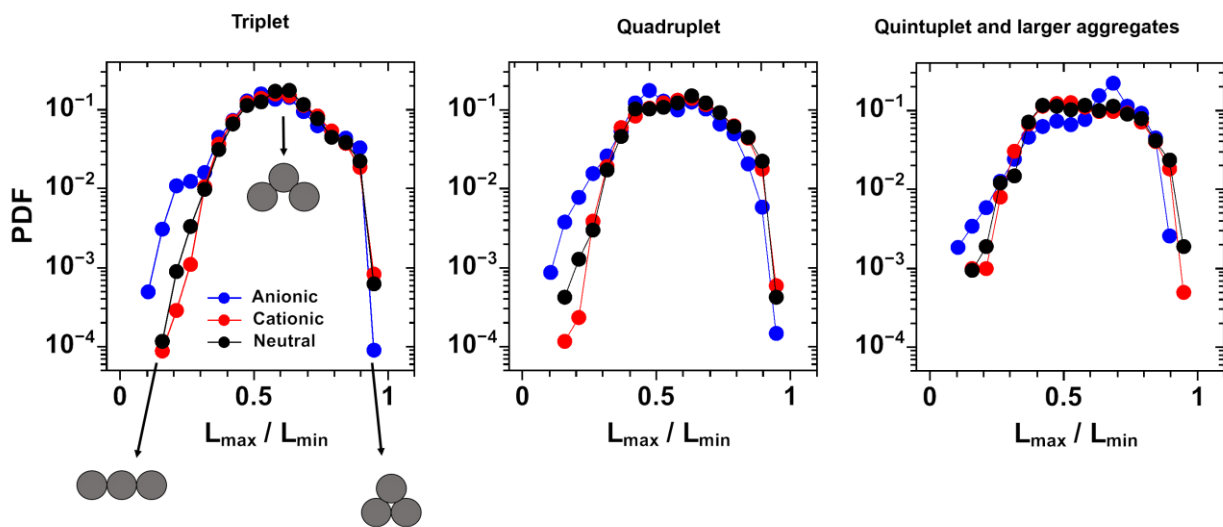 Triplet
Quadruplet
Quintuplet and larger aggregates
PDF
10⁻¹
10⁻²
10⁻³
10⁻⁴
Anionic
Cationic
Neutral
0 0.5 1
Lmax / Lmin
10⁻¹
10⁻²
10⁻³
10⁻⁴
0 0.5 1
Lmax / Lmin
10⁻¹
10⁻²
10⁻³
10⁻⁴
0 0.5 1
Lmax / Lmin